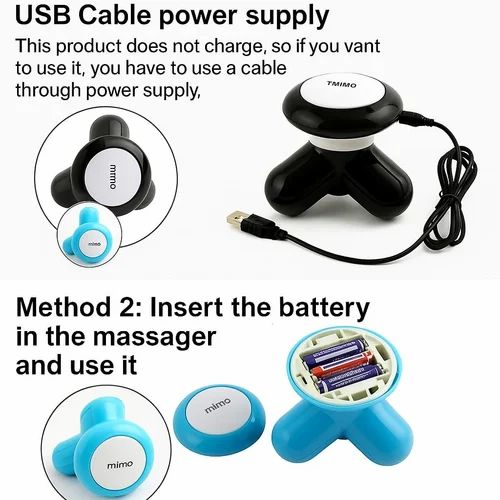 USB Cable power supply
This product does not charge, so if you vant
to use it, you have to use a cable
through power supply,
TMIMO
mimo
mimo
Method 2: Insert the battery
in the massager
and use it
mimo
mimo